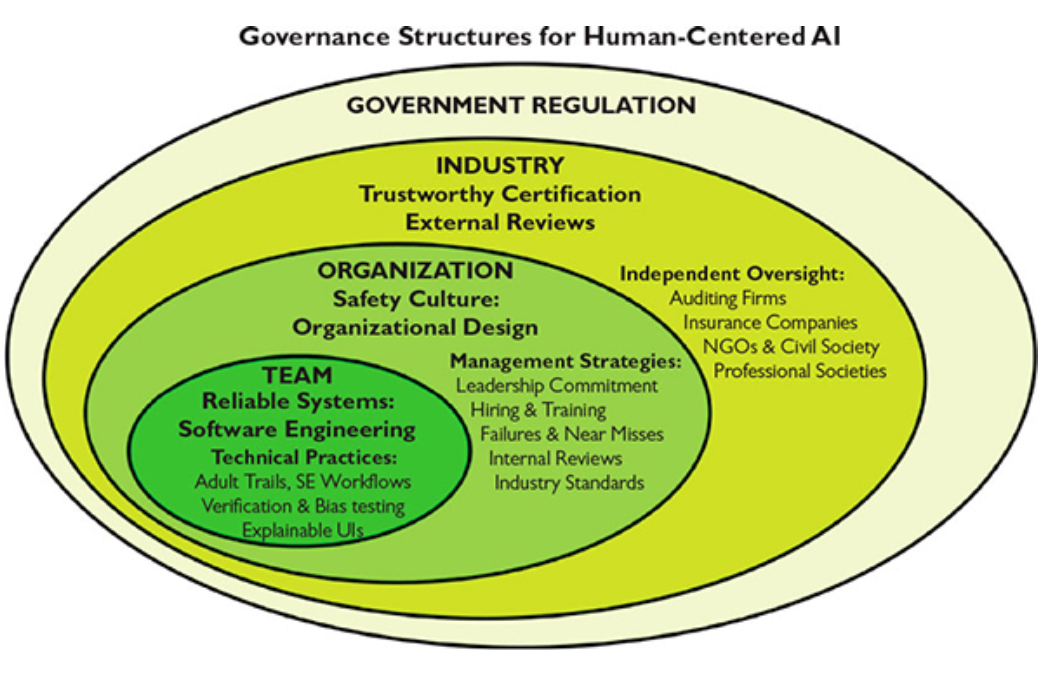 Governance Structures for Human-Centered AI
GOVERNMENT REGULATION
INDUSTRY
Trustworthy Certification
External Reviews
Independent Oversight:
Auditing Firms
Insurance Companies
NGOs & Civil Society
Professional Societies
ORGANIZATION
Safety Culture:
Organizational Design
Management Strategies:
Leadership Commitment
Hiring & Training
Failures & Near Misses
Internal Reviews
Industry Standards
TEAM
Reliable Systems:
Software Engineering
Technical Practices:
Adult Trails, SE Workflows
Verification & Bias testing
Explainable UIs